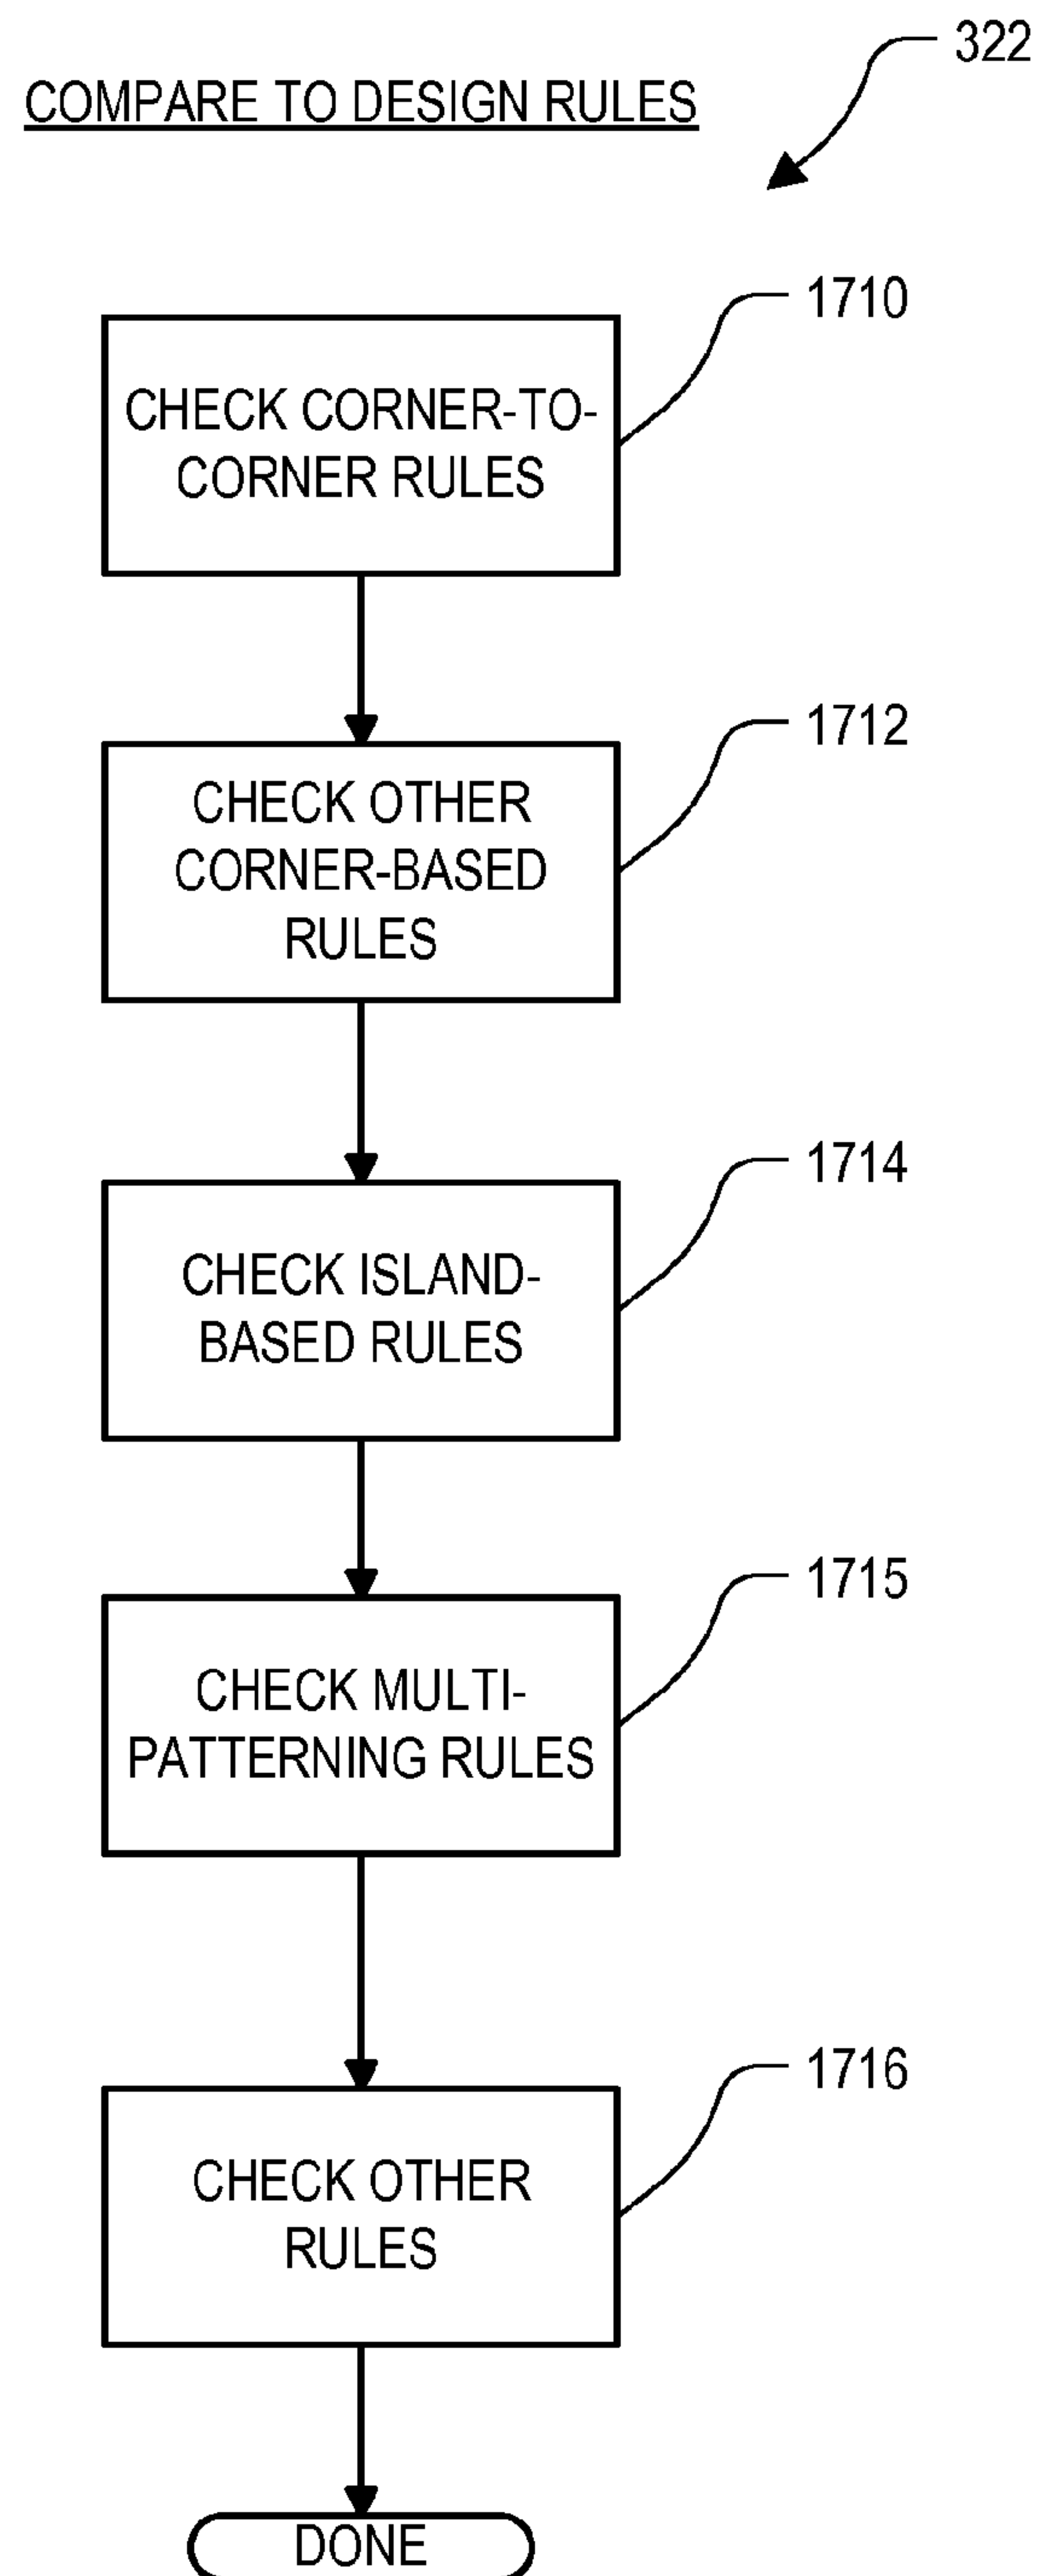 322
COMPARE TO DESIGN RULES
1710
CHECK CORNER-TO-
CORNER RULES
1712
CHECK OTHER
CORNER-BASED
RULES
1714
CHECK ISLAND-
BASED RULES
1715
CHECK MULTI-
PATTERNING RULES
1716
CHECK OTHER
RULES
DONE